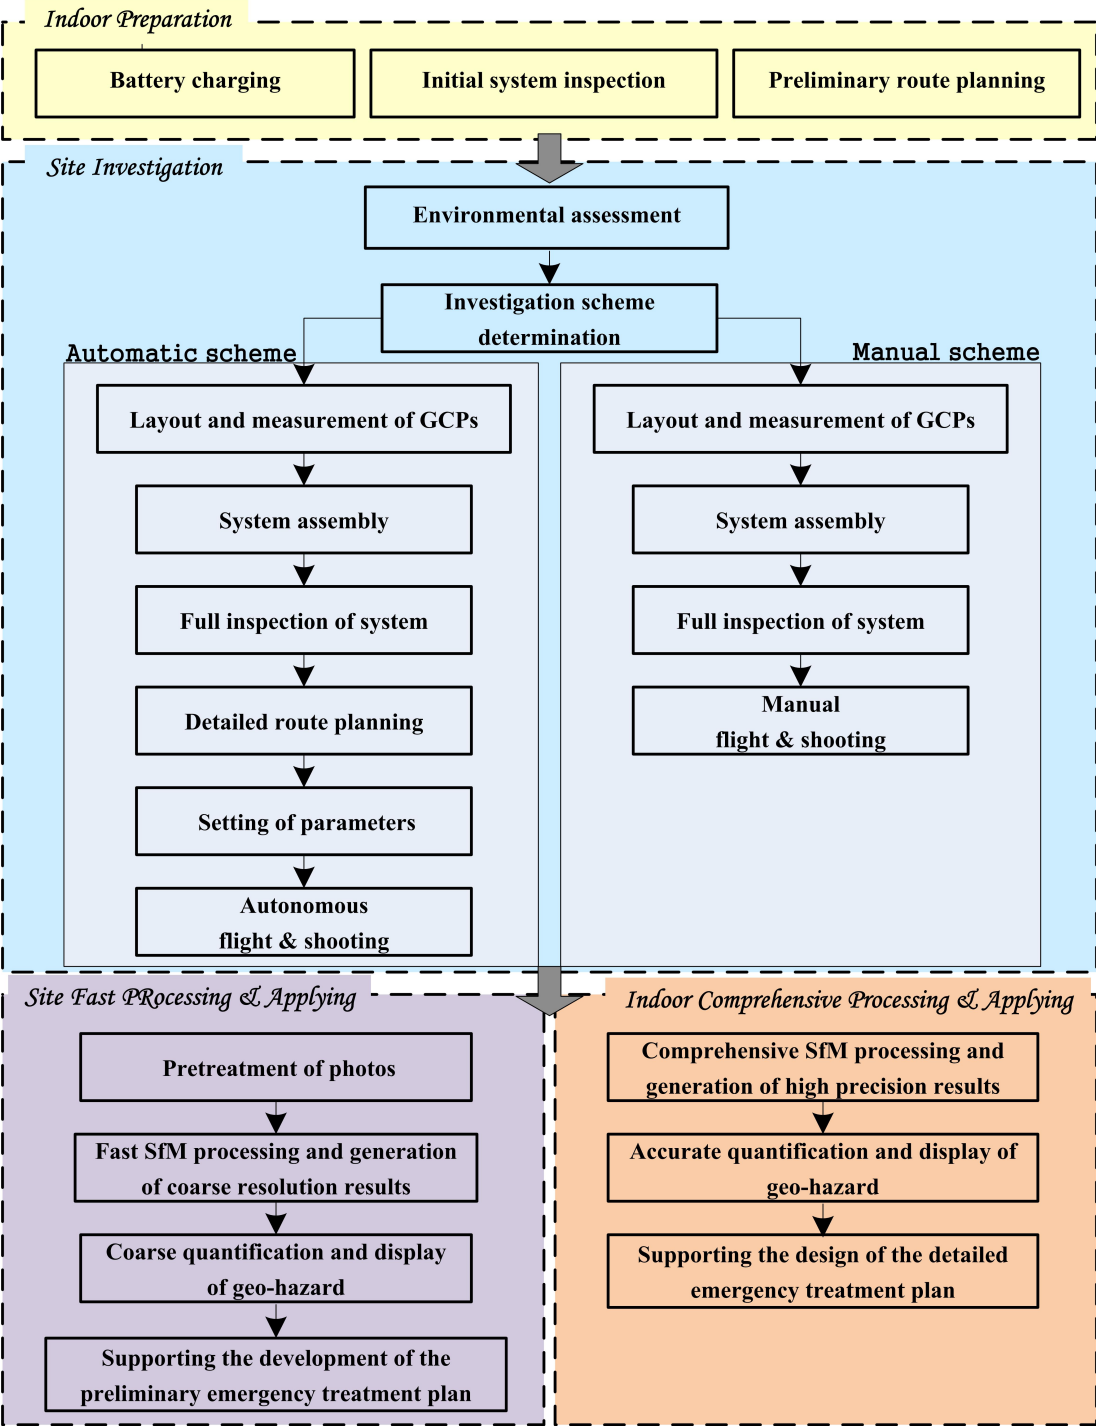 Indoor Preparation
Battery charging
Initial system inspection
Preliminary route planning
Site Investigation
Environmental assessment
Investigation scheme
determination
Automatic scheme
Manual scheme
Layout and measurement of GCPs
System assembly
Full inspection of system
Detailed route planning
Setting of parameters
Autonomous
flight & shooting
Layout and measurement of GCPs
System assembly
Full inspection of system
Manual
flight & shooting
Site Fast PRocessing & Applying
Pretreatment of photos
Fast SfM processing and generation
of coarse resolution results
Coarse quantification and display
of geo-hazard
Supporting the development of the
preliminary emergency treatment plan
Indoor Comprehensive Processing & Applying
Comprehensive SfM processing and
generation of high precision results
Accurate quantification and display of
geo-hazard
Supporting the design of the detailed
emergency treatment plan